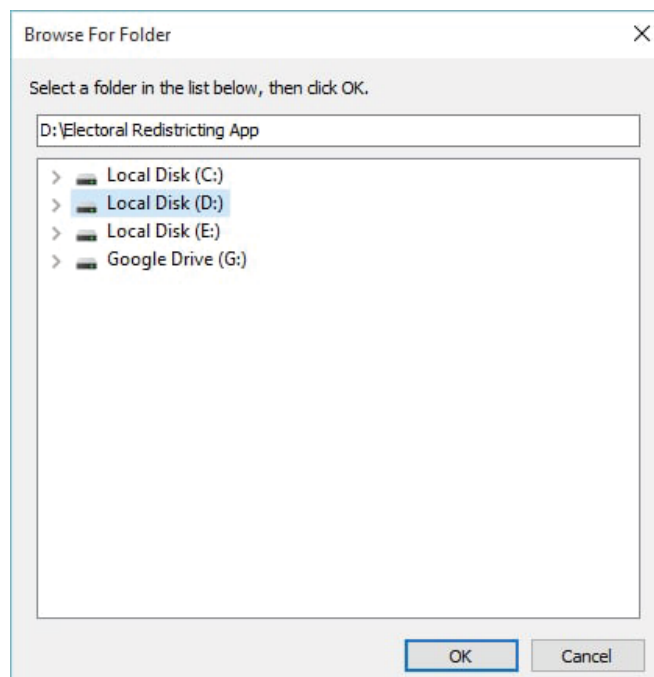 Browse For Folder
Select a folder in the list below, then click OK.
D:\Electoral Redistricting App
Local Disk (C:)
Local Disk (D:)
Local Disk (E:)
Google Drive (G:)
OK Cancel